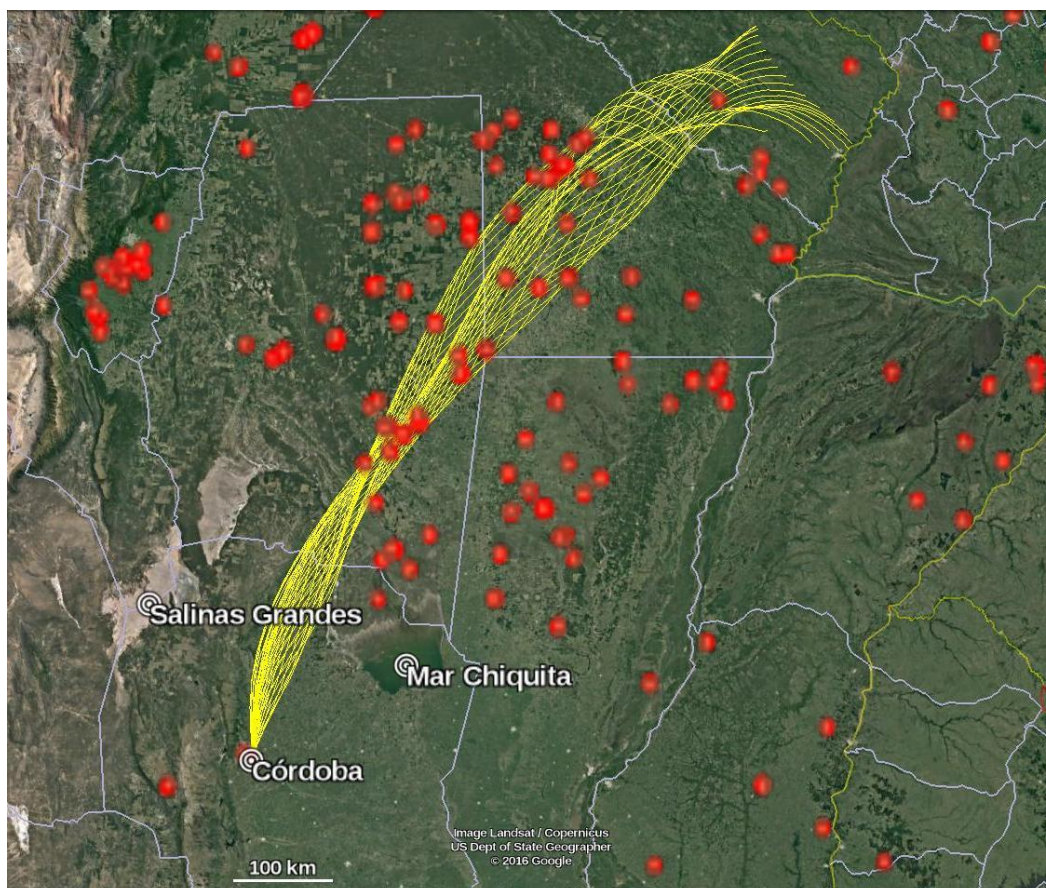 Salinas Grandes
Mar Chiquita
Córdoba
Image Landsat / Copernicus
US Dept of State Geographer
© 2016 Google
100 km